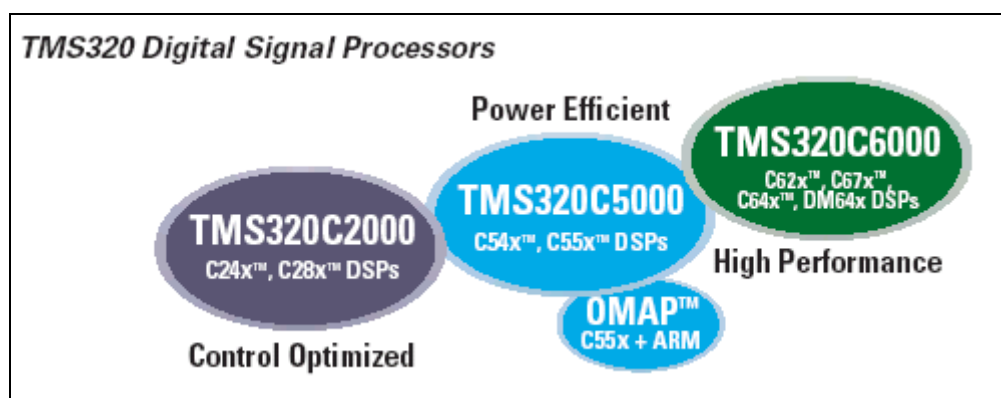 TMS320 Digital Signal Processors
Power Efficient
TMS320C6000
C62x™, C67x™,
C64x™, DM64x DSPs
High Performance
TMS320C5000
C54x™, C55x™ DSPs
TMS320C2000
C24x™, C28x™ DSPs
Control Optimized
OMAP™
C55x + ARM